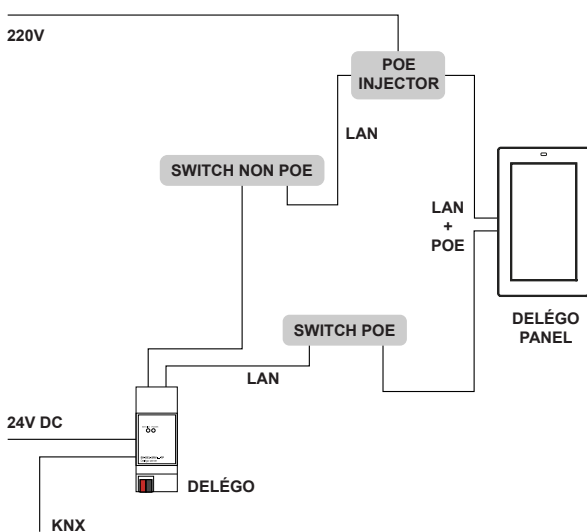 220V
POE
INJECTOR
LAN
SWITCH NON POE
LAN
+
POE
DELÉGO
PANEL
SWITCH POE
LAN
24V DC
DELÉGO
KNX